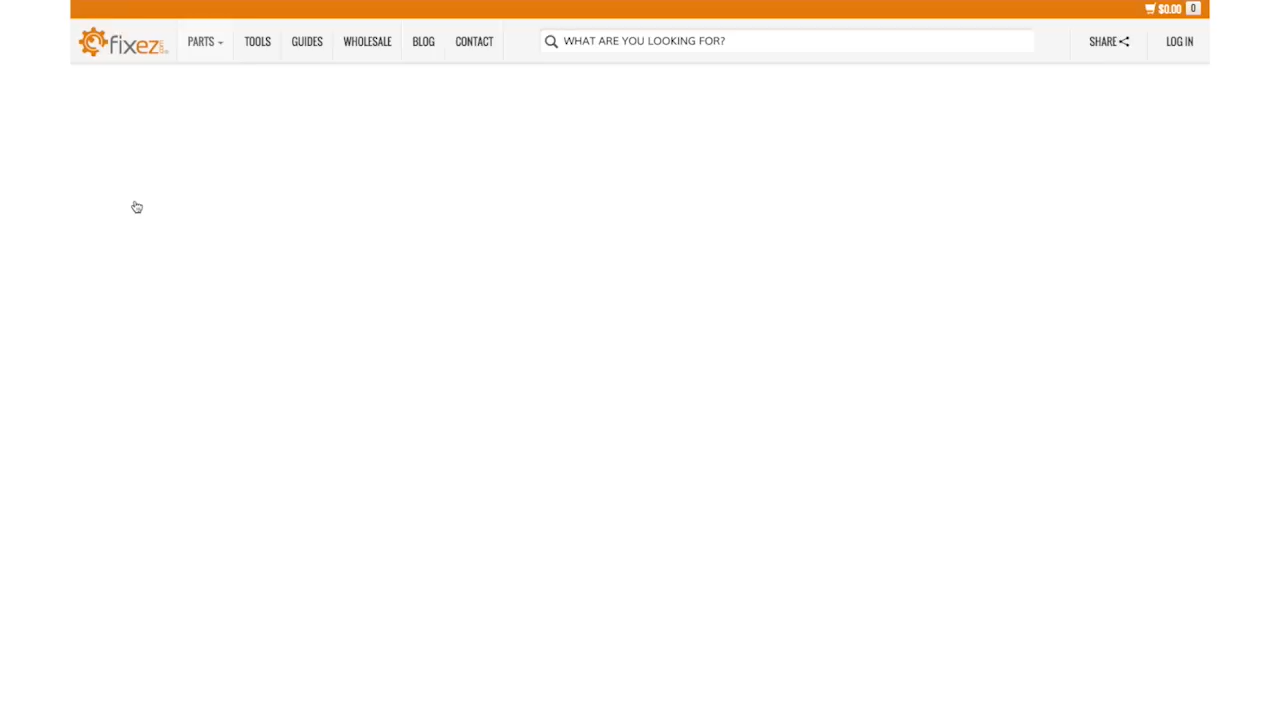 $0.00 0
fixez PARTS TOOLS GUIDES WHOLESALE BLOG CONTACT WHAT ARE YOU LOOKING FOR? SHARE LOG IN